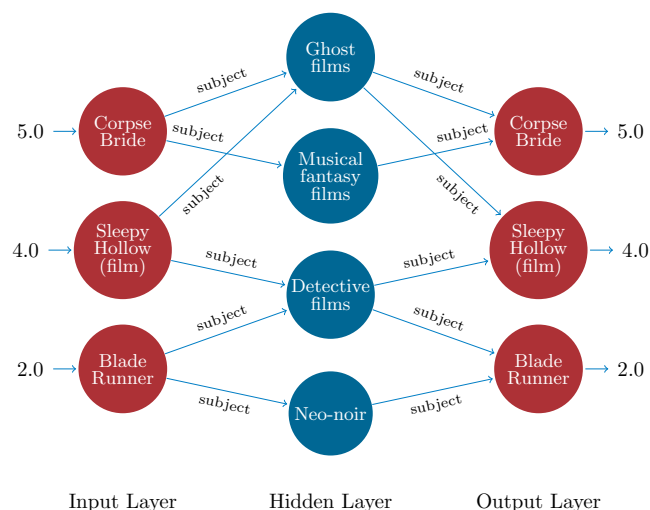 Ghost
films
subject
subject
5.0
Corpse
Bride
subject
subject
Corpse
Bride
5.0
Musical
fantasy
films
subject
subject
4.0
Sleepy
Hollow
(film)
Sleepy
Hollow
(film)
4.0
subject
subject
Detective
films
subject
subject
2.0
Blade
Runner
Blade
Runner
2.0
subject
subject
Neo-noir
Input Layer
Hidden Layer
Output Layer